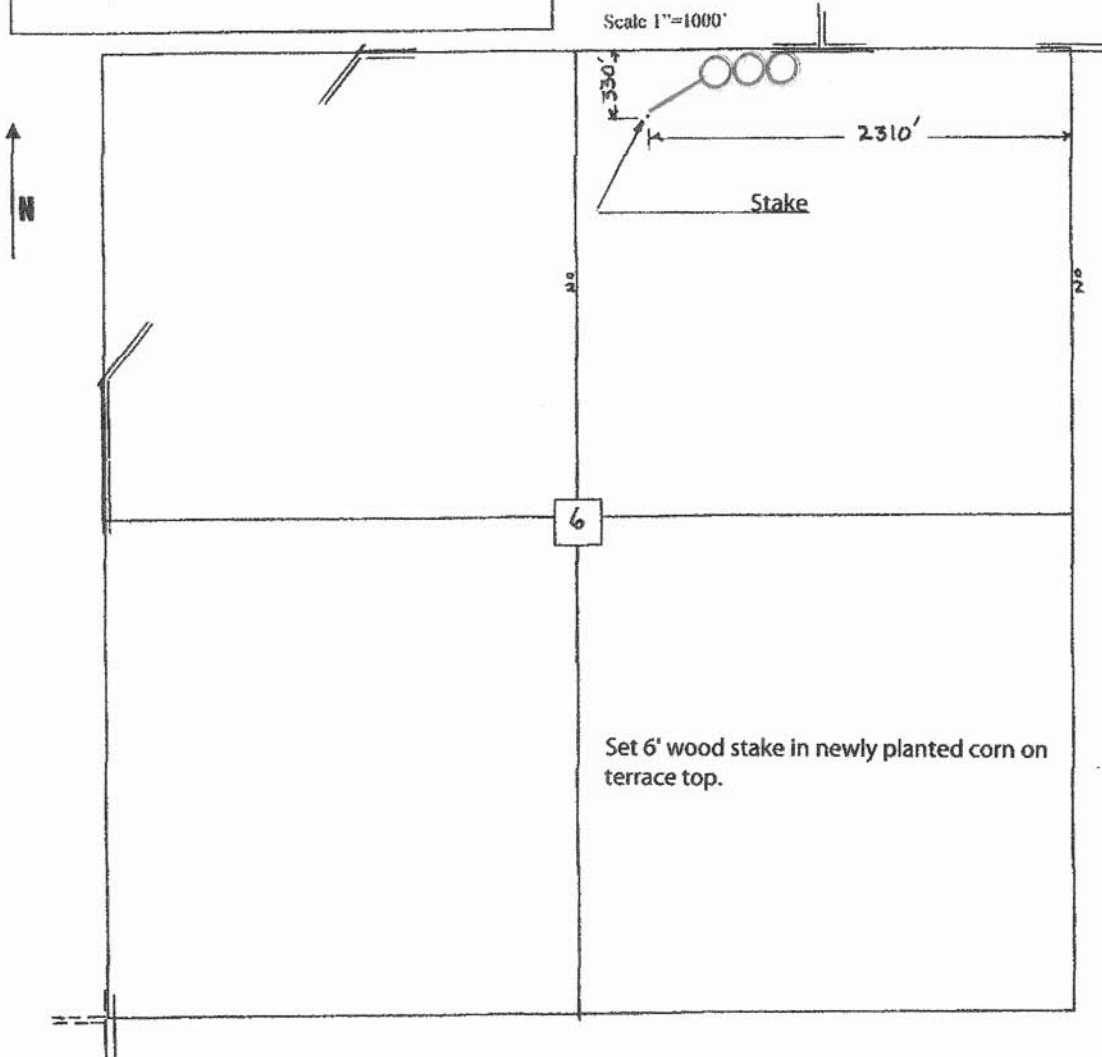 Scale 1"=1000'
330'
2310'
N
Stake
6
Set 6' wood stake in newly planted corn on
terrace top.